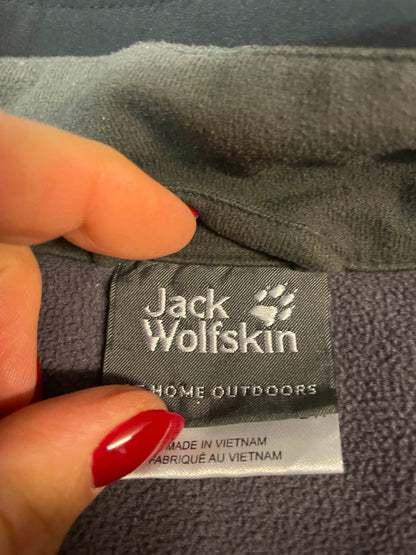 Jack
Wolfskin
HOME OUTDOORS
MADE IN VIETNAM
FABRIQUÉ AU VIETNAM